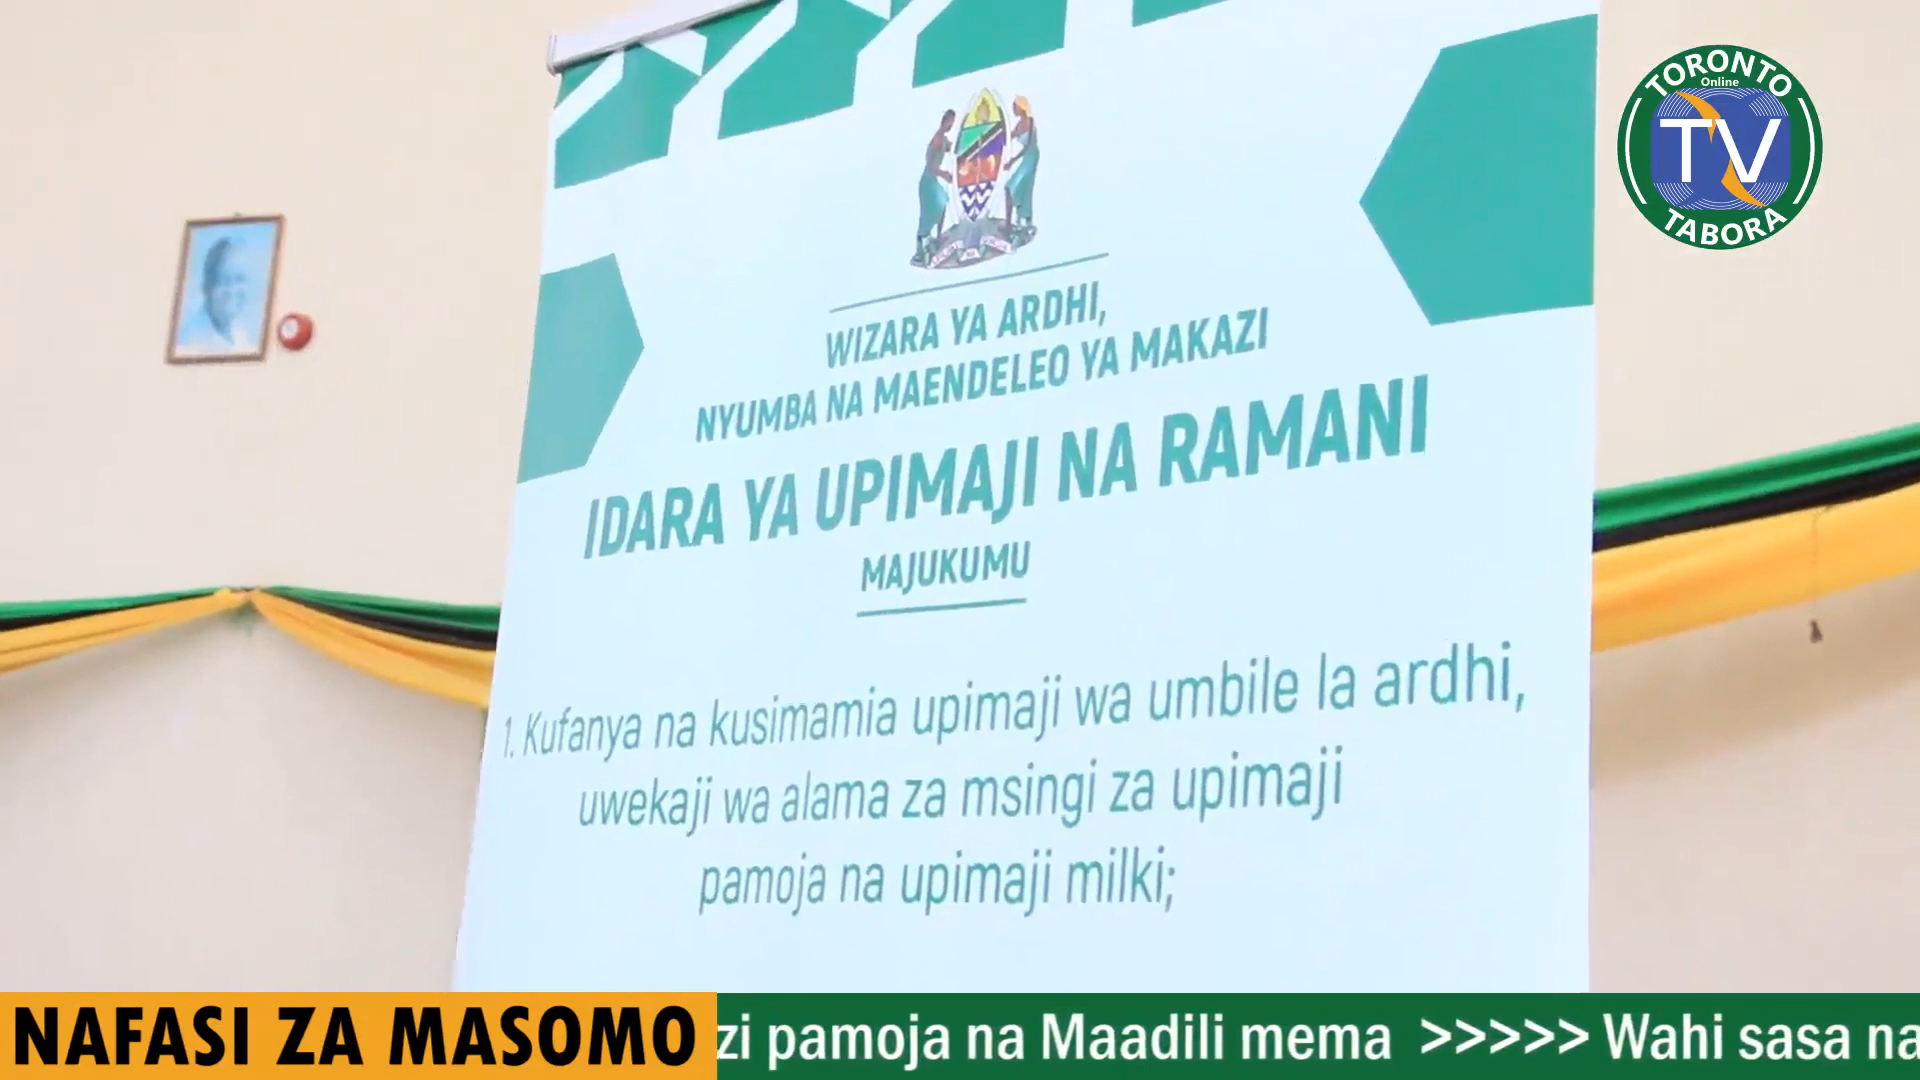 TORONTO
Online
TV
TABORA
WIZARA YA ARDHI,
NYUMBA NA MAENDELEO YA MAKAZI
IDARA YA UPIMAJI NA RAMANI
MAJUKUMU
1. Kufanya na kusimamia upimaji wa umbile la ardhi,
uwekaji wa alama za msingi za upimaji
pamoja na upimaji milki;
NAFASI ZA MASOMO
zi pamoja na Maadili mema >>>>> Wahi sasa na